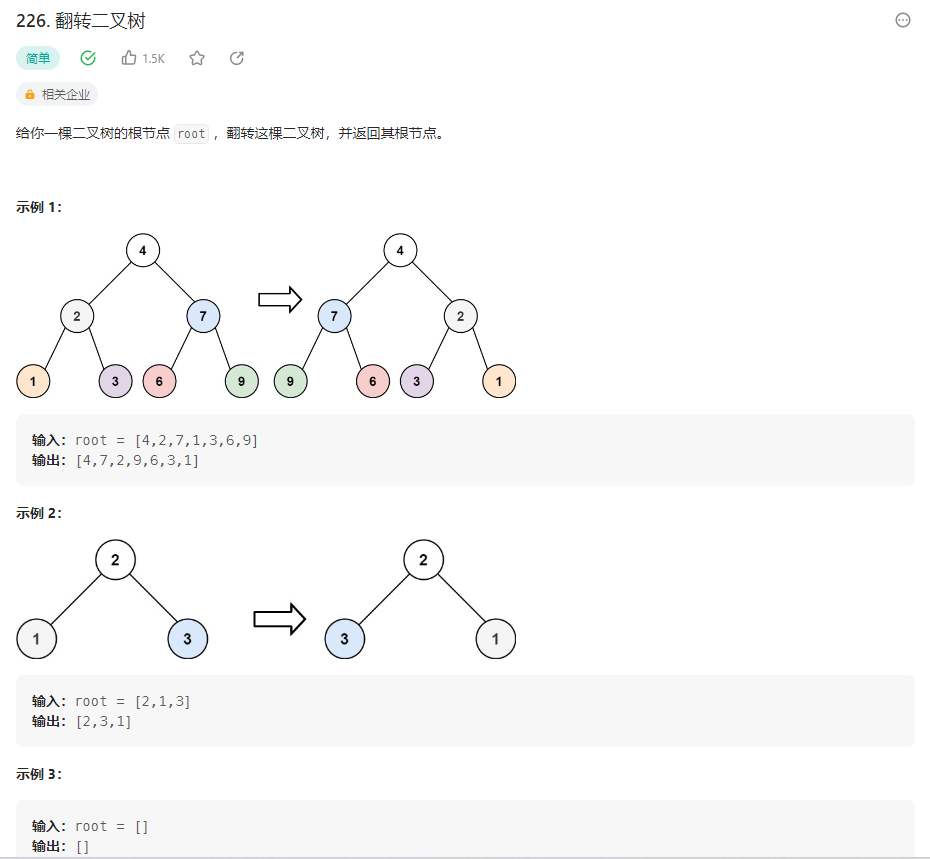 226. 翻转二叉树
简单 1.5K
相关企业
给你一棵二叉树的根节点 root ，翻转这棵二叉树，并返回其根节点。
示例 1：
4 4
2 7 7 2
1 3 6 9 9 6 3 1
输入：root = [4,2,7,1,3,6,9]
输出：[4,7,2,9,6,3,1]
示例 2：
2 2
1 3 3 1
输入：root = [2,1,3]
输出：[2,3,1]
示例 3：
输入：root = []
输出：[]